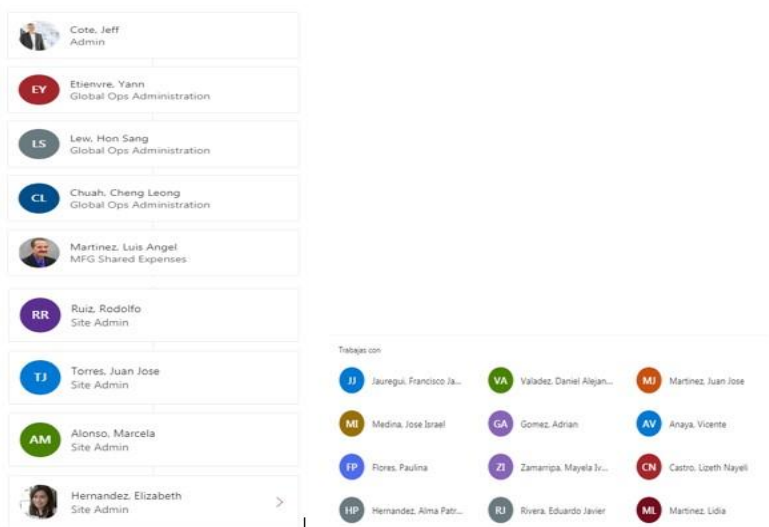 Cote, Jeff
Admin
EY
Etienvre, Yann
Global Ops Administration
LS
Lew, Hon Sang
Global Ops Administration
CL
Chuah, Cheng Leong
Global Ops Administration
Martinez, Luis Angel
MFG Shared Expenses
RR
Ruiz, Rodolfo
Site Admin
TJ
Torres, Juan Jose
Site Admin
AM
Alonso, Marcela
Site Admin
Hernandez, Elizabeth
Site Admin
Trabajas con
JJ Jauregui, Francisco Ja...
VA Valadez, Daniel Alejan...
MJ Martinez, Juan Jose
MI Medina, Jose Israel
GA Gomez, Adrian
AV Anaya, Vicente
FP Flores, Paulina
ZI Zamarripa, Mayela Iv...
CN Castro, Lizeth Nayeli
HP Hernandez, Alma Patr...
RJ Rivera, Eduardo Javier
ML Martinez, Lidia